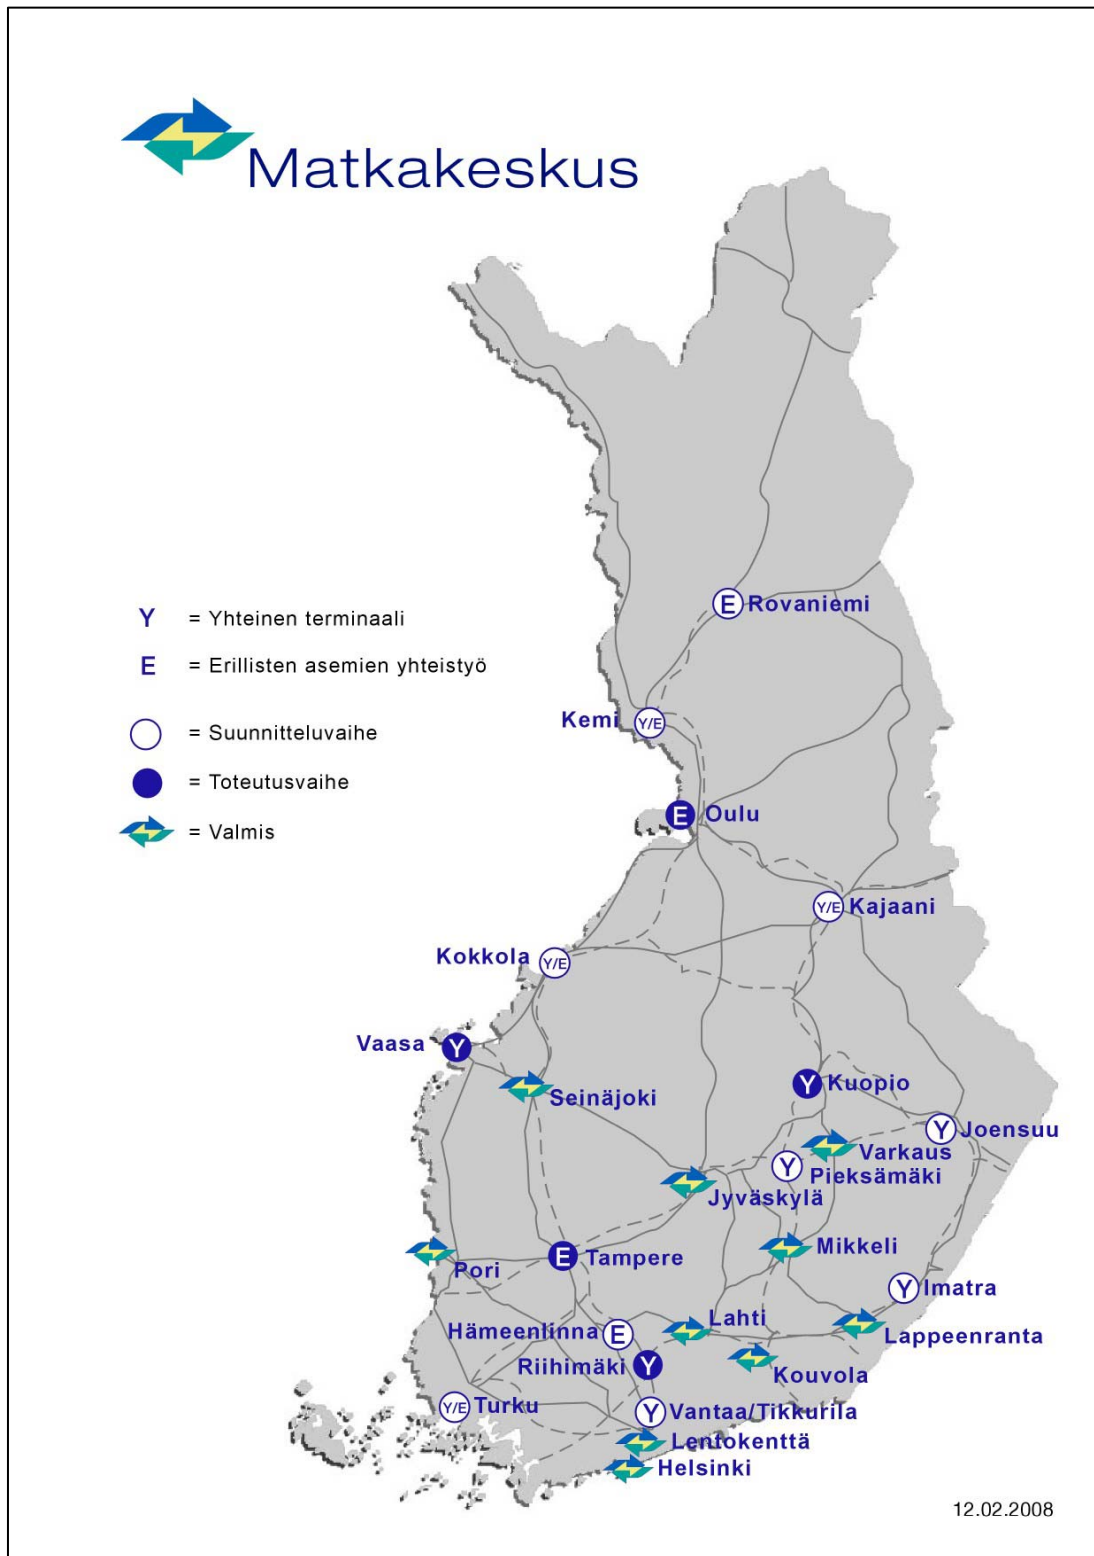 Matkakeskus
Y = Yhteinen terminaali
E = Erillisten asemien yhteistyö
= Suunnitteluvaihe
= Toteutusvaihe
= Valmis
E Rovaniemi
Kemi Y/E
E Oulu
Y/E Kajaani
Kokkola Y/E
Vaasa Y
Seinäjoki
Y Kuopio
Y Joensuu
Varkaus
Y Pieksämäki
Jyväskylä
Mikkeli
Pori
E Tampere
Y Imatra
Lahti
Lappeenranta
Hämeenlinna E
Riihimäki Y
Kouvola
Y/E Turku
Y Vantaa/Tikkurila
Lentokenttä
Helsinki
12.02.2008